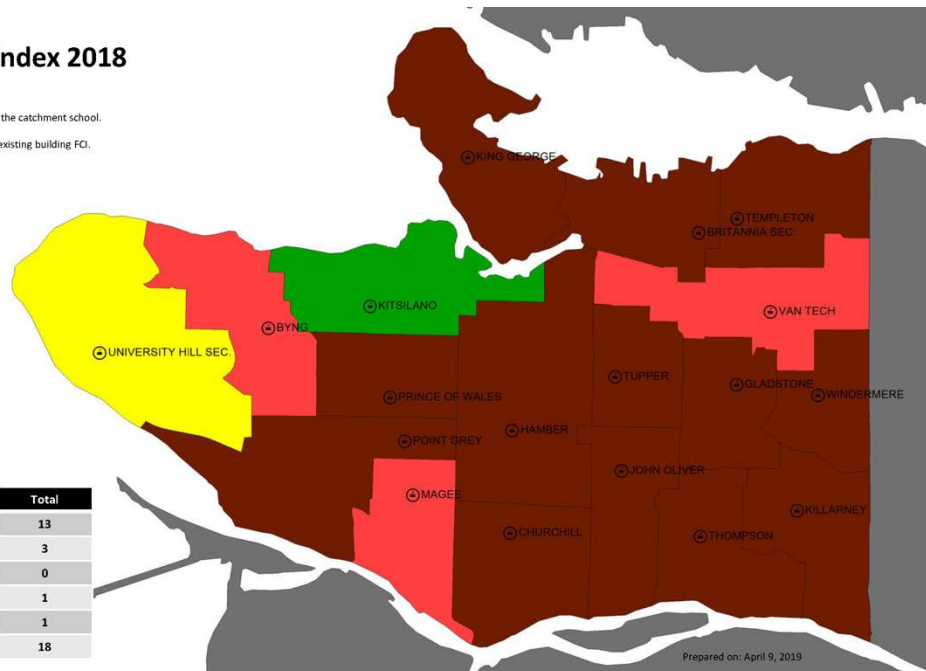 ndex 2018
the catchment school.
existing building FCI.
KING GEORGE
TEMPLETON
BRITANNIA SEC.
KITSILANO
VAN TECH
BYNG
UNIVERSITY HILL SEC.
TUPPER
GLADSTONE
WINDERMERE
PRINCE OF WALES
HAMBER
POINT GREY
JOHN OLIVER
MAGEE
KILLARNEY
CHURCHILL
THOMPSON
Total
13
3
0
1
1
18
Prepared on: April 9, 2019